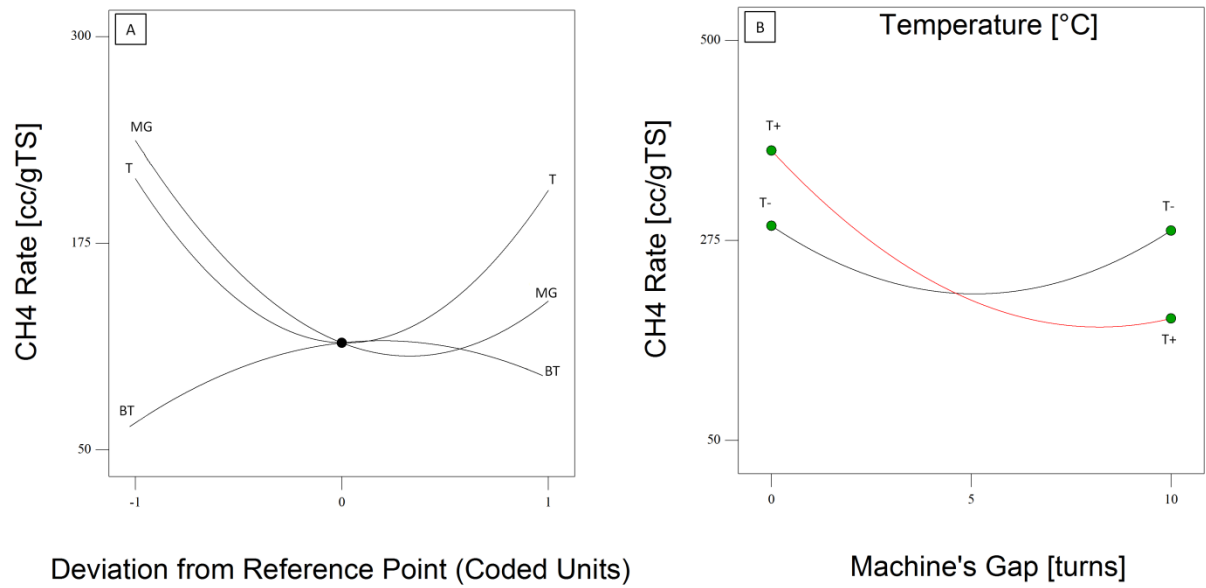 A
300
175
50
CH4 Rate [cc/gTS]
MG
T
BT
T
MG
BT
-1
0
1
Deviation from Reference Point (Coded Units)
B
Temperature [°C]
500
275
50
CH4 Rate [cc/gTS]
T+
T-
T-
T+
0
5
10
Machine's Gap [turns]